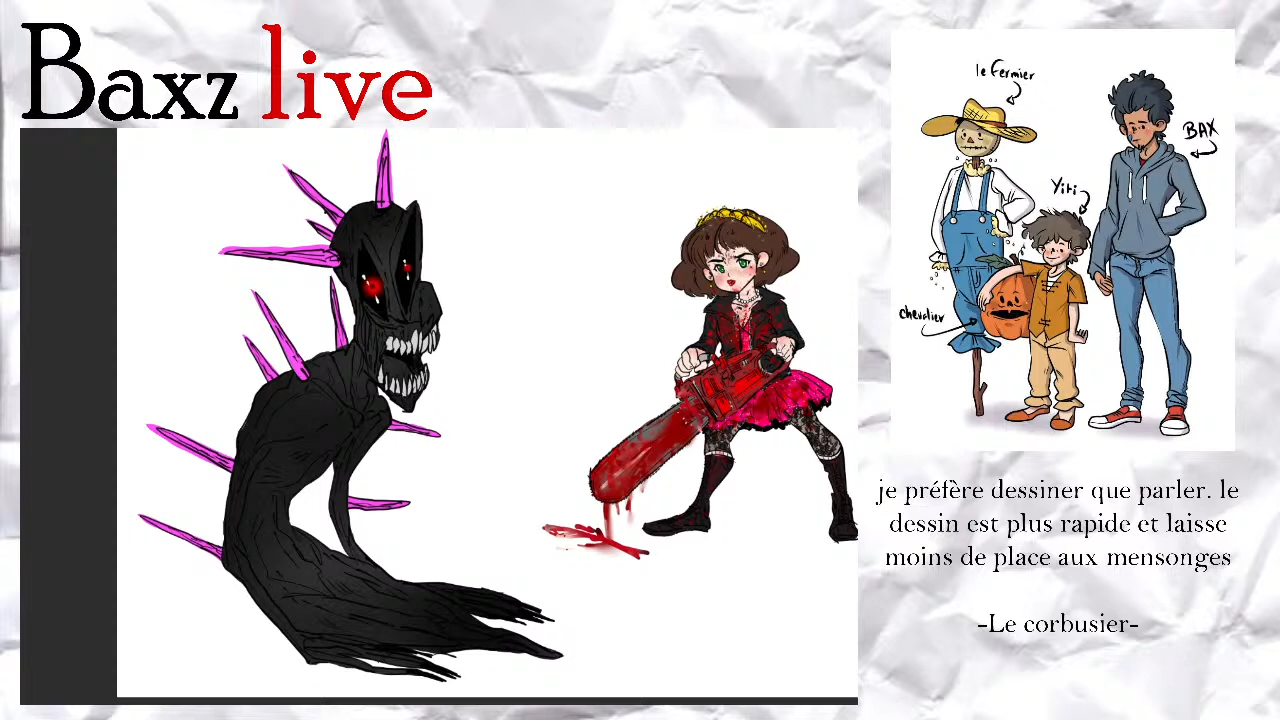 Baxz live
le fermier
BAX
Yiri
chevalier
je préfère dessiner que parler. le
dessin est plus rapide et laisse
moins de place aux mensonges
-Le corbusier-